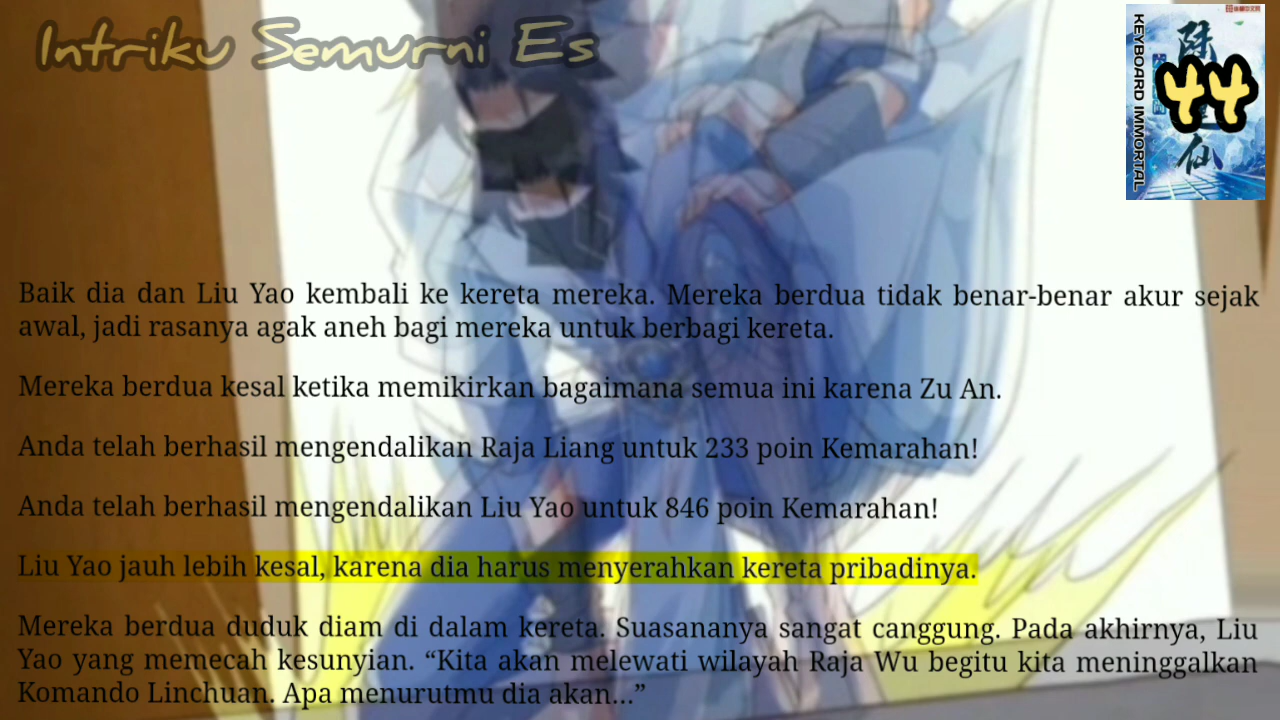 Intriku Semurni Es
KEYBOARD IMMORTAL
44
仙
Baik dia dan Liu Yao kembali ke kereta mereka. Mereka berdua tidak benar-benar akur sejak
awal, jadi rasanya agak aneh bagi mereka untuk berbagi kereta.
Mereka berdua kesal ketika memikirkan bagaimana semua ini karena Zu An.
Anda telah berhasil mengendalikan Raja Liang untuk 233 poin Kemarahan!
Anda telah berhasil mengendalikan Liu Yao untuk 846 poin Kemarahan!
Liu Yao jauh lebih kesal, karena dia harus menyerahkan kereta pribadinya.
Mereka berdua duduk diam di dalam kereta. Suasananya sangat canggung. Pada akhirnya, Liu
Yao yang memecah kesunyian. “Kita akan melewati wilayah Raja Wu begitu kita meninggalkan
Komando Linchuan. Apa menurutmu dia akan...”